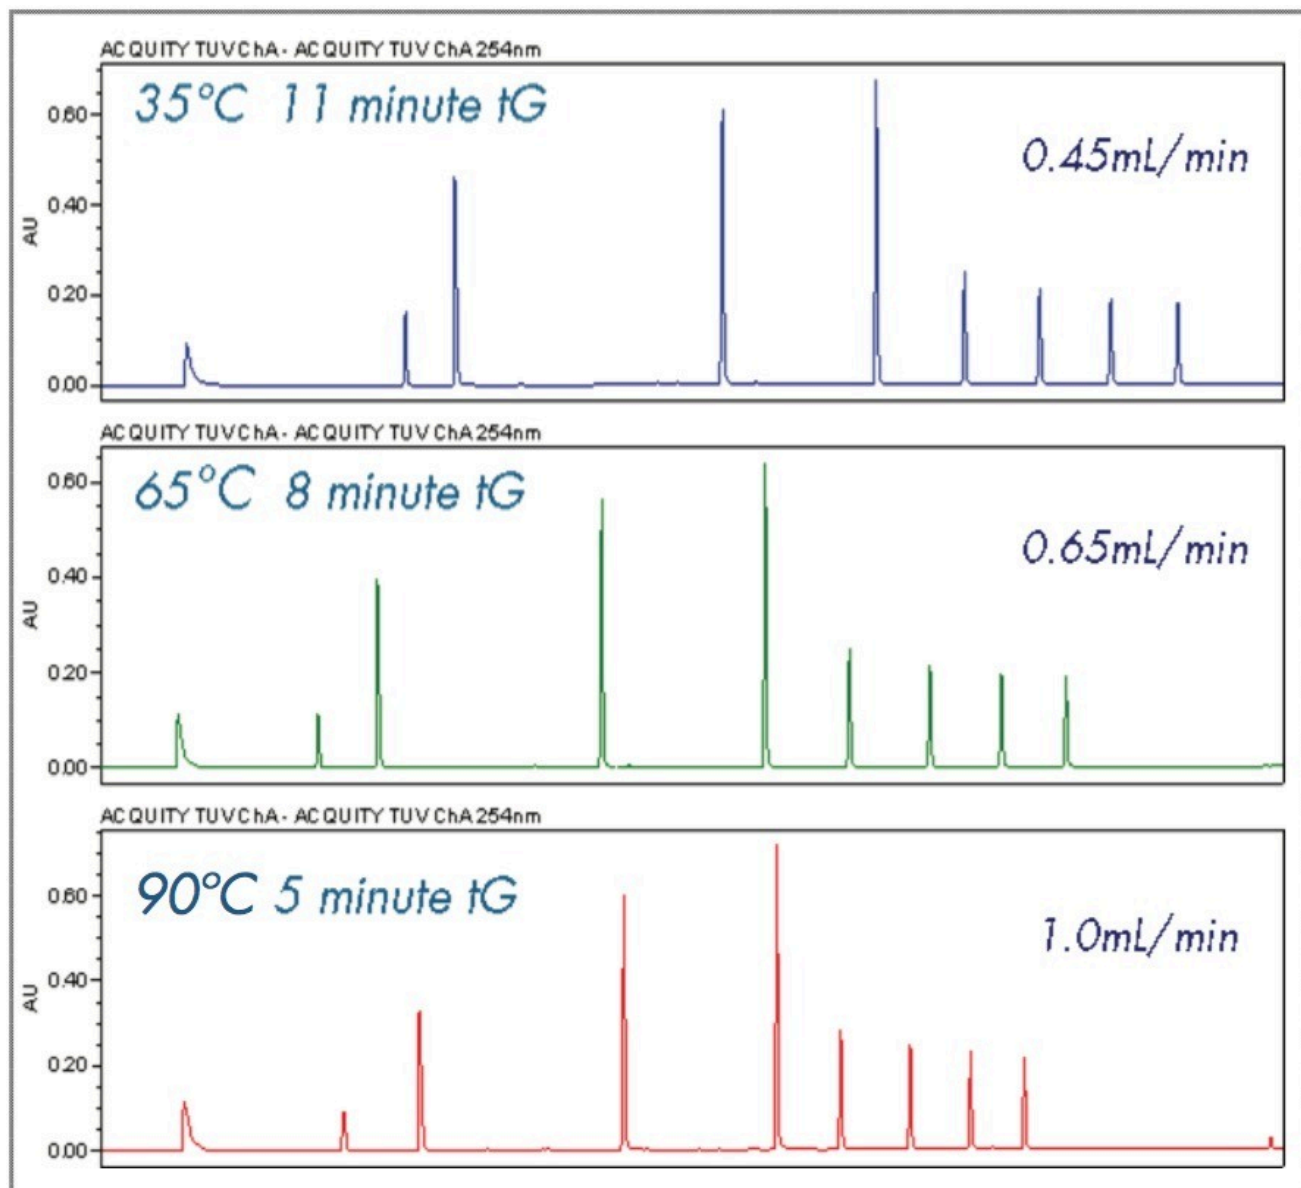 ACQUITY TUV ChA - ACQUITY TUV ChA 254nm
35°C 11 minute tG
0.45mL/min
0.60
0.40
0.20
0.00
AU
ACQUITY TUV ChA - ACQUITY TUV ChA 254nm
65°C 8 minute tG
0.65mL/min
0.60
0.40
0.20
0.00
AU
ACQUITY TUV ChA - ACQUITY TUV ChA 254nm
90°C 5 minute tG
1.0mL/min
0.60
0.40
0.20
0.00
AU